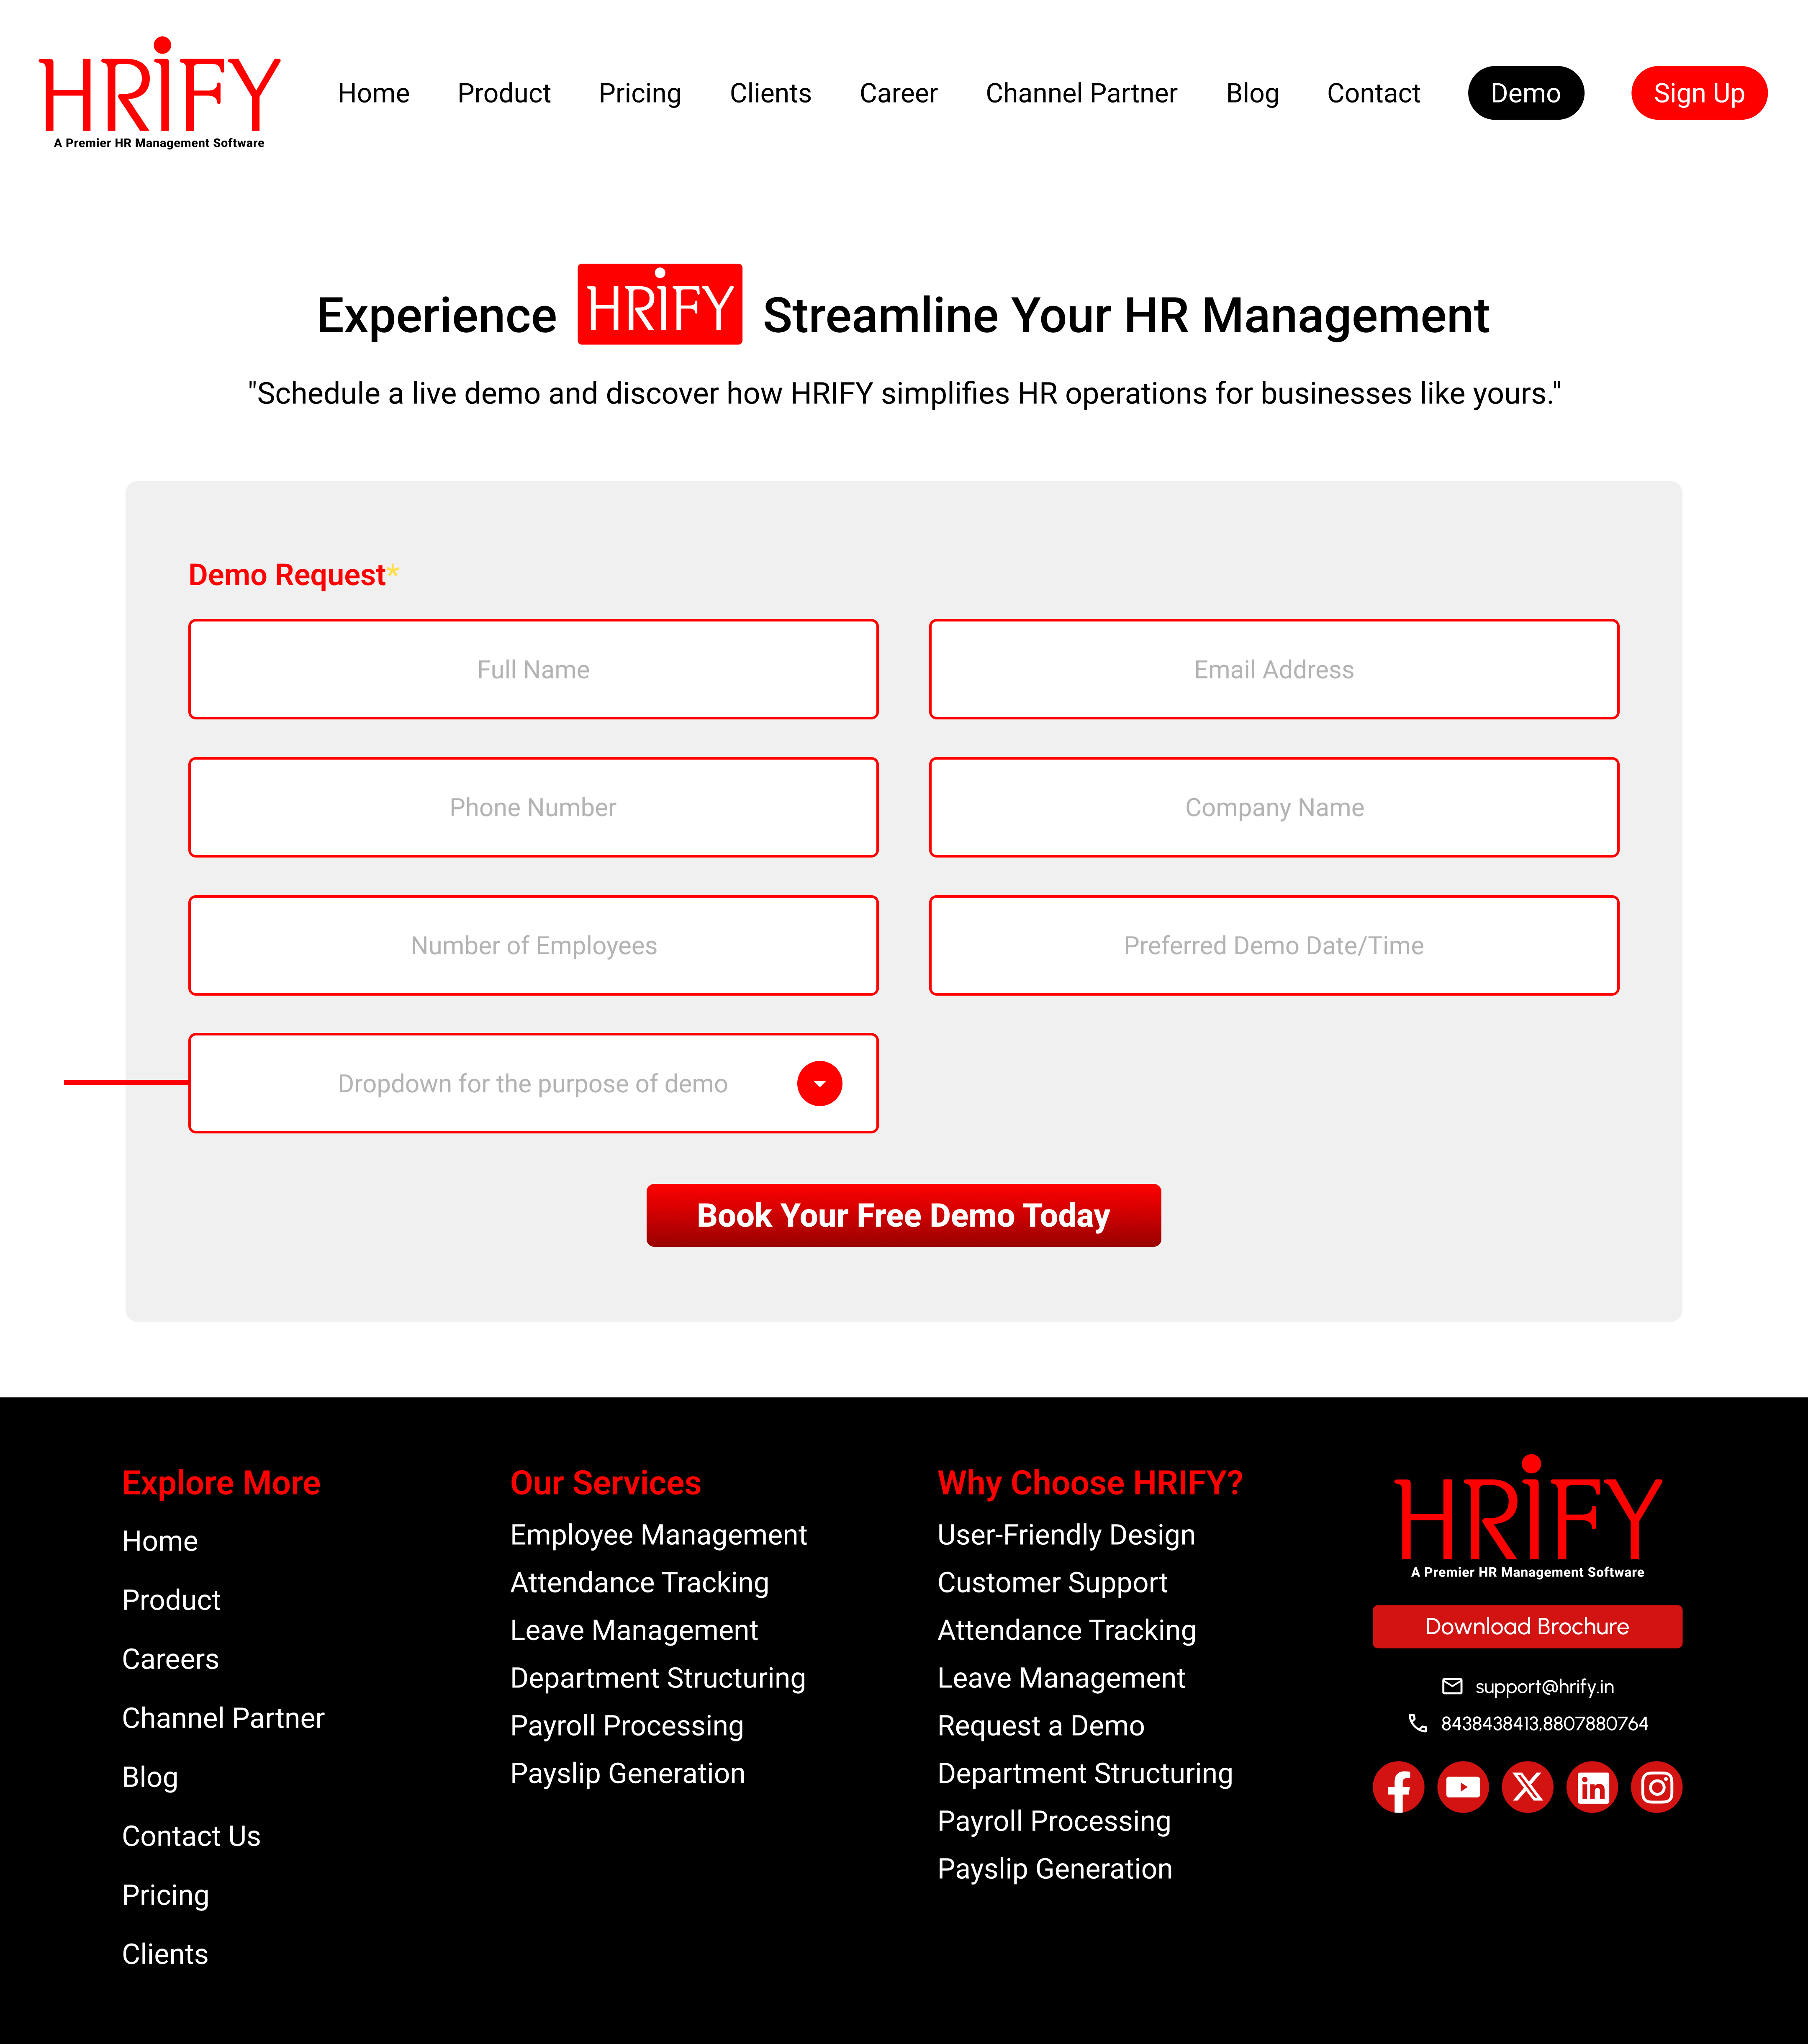 HRiFY
A Premier HR Management Software
Home Product Pricing Clients Career Channel Partner Blog Contact Demo Sign Up
Experience HRiFY Streamline Your HR Management
"Schedule a live demo and discover how HRIFY simplifies HR operations for businesses like yours."
Demo Request*
Full Name
Email Address
Phone Number
Company Name
Number of Employees
Preferred Demo Date/Time
Dropdown for the purpose of demo
Book Your Free Demo Today
Explore More
Home
Product
Careers
Channel Partner
Blog
Contact Us
Pricing
Clients
Our Services
Employee Management
Attendance Tracking
Leave Management
Department Structuring
Payroll Processing
Payslip Generation
Why Choose HRIFY?
User-Friendly Design
Customer Support
Attendance Tracking
Leave Management
Request a Demo
Department Structuring
Payroll Processing
Payslip Generation
HRiFY
A Premier HR Management Software
Download Brochure
support@hrify.in
8438438413,8807880764